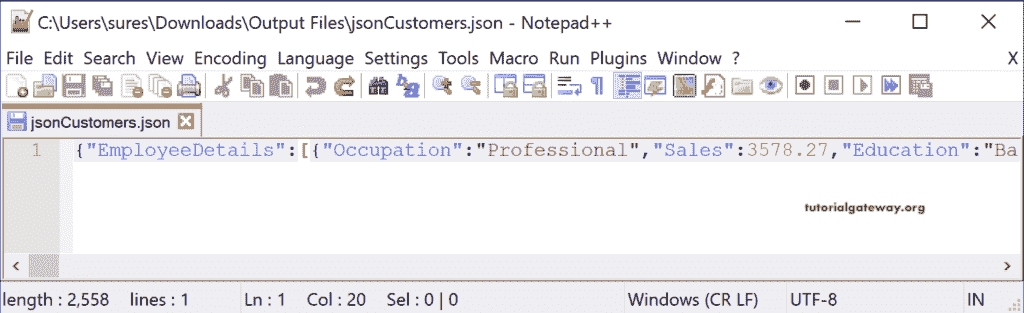 C:\Users\sures\Downloads\Output Files\jsonCustomers.json - Notepad++
File Edit Search View Encoding Language Settings Tools Macro Run Plugins Window ? X
jsonCustomers.json
1 {"EmployeeDetails":[{"Occupation":"Professional","Sales":3578.27,"Education":"Ba
tutorialgateway.org
length : 2,558 lines : 1 Ln : 1 Col : 20 Sel : 0 | 0 Windows (CR LF) UTF-8 IN